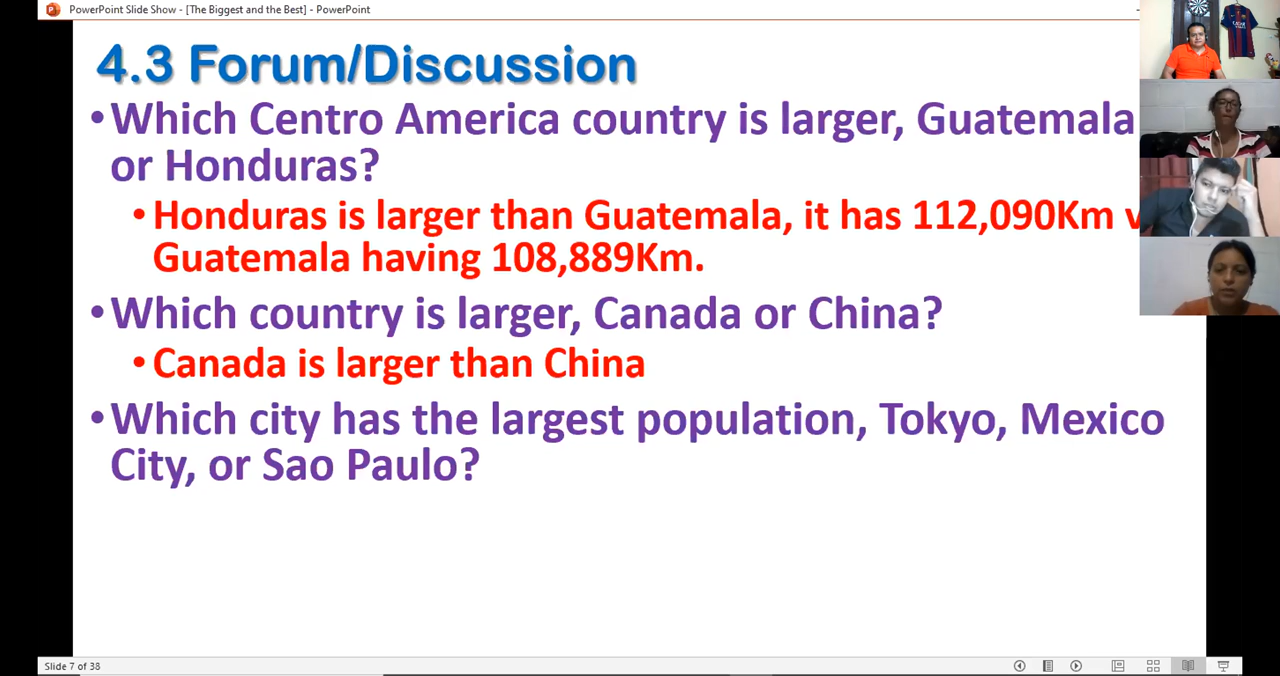 PowerPoint Slide Show - [The Biggest and the Best] - PowerPoint
4.3 Forum/Discussion
•Which Centro America country is larger, Guatemala
or Honduras?
•Honduras is larger than Guatemala, it has 112,090Km
Guatemala having 108,889Km.
•Which country is larger, Canada or China?
•Canada is larger than China
•Which city has the largest population, Tokyo, Mexico
City, or Sao Paulo?
Slide 7 of 38